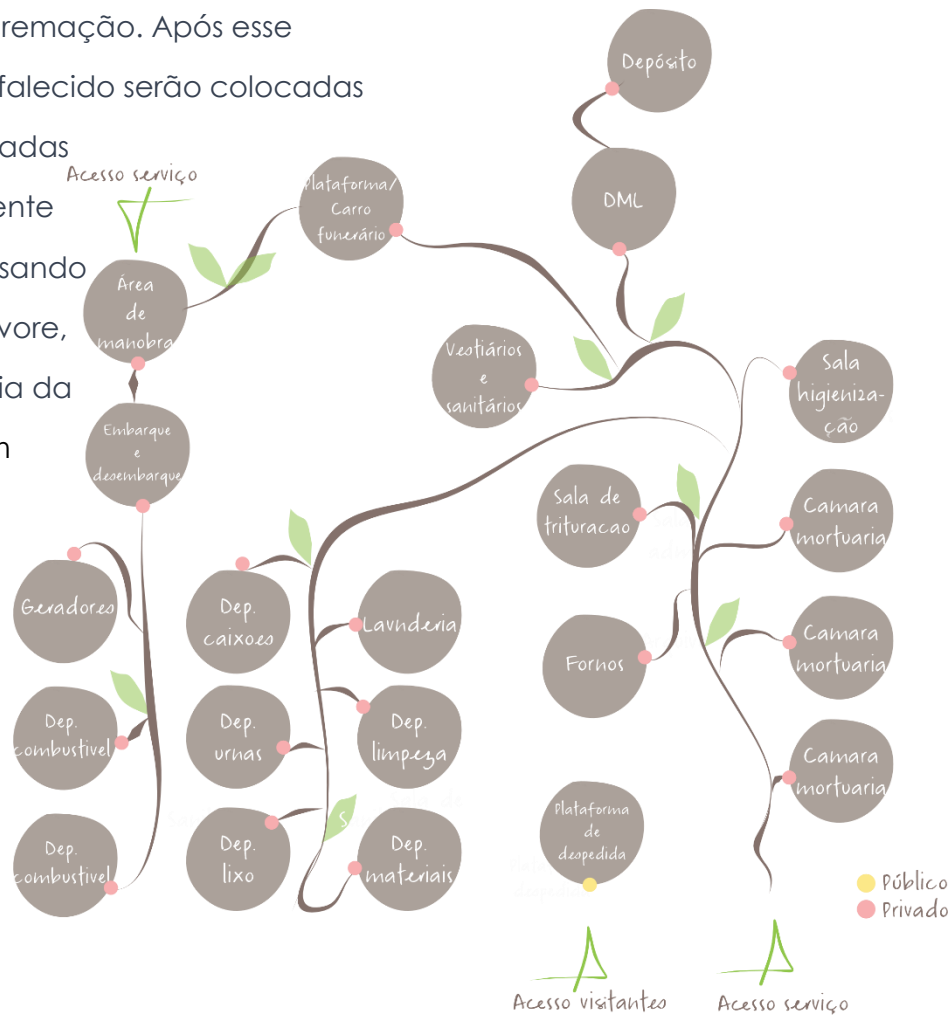 remação. Após esse
falecido serão colocadas
adas
ente
sando
vore,
ia da
m
Acesso serviço
Plataforma/
Carro
funerário
Depósito
DML
Área
de
manobra
Vestiários
e
sanitários
Sala
higieniza-
ção
Embarque
e
desembarque
Sala de
trituracao
Camara
mortuaria
Geradores
Dep.
caixoes
Lavnderia
Fornos
Camara
mortuaria
Dep.
combustivel
Dep.
urnas
Dep.
limpeza
Camara
mortuaria
Dep.
combustivel
Dep.
lixo
Dep.
materiais
Plataforma
de
despedida
Público
Privado
Acesso visitantes
Acesso serviço